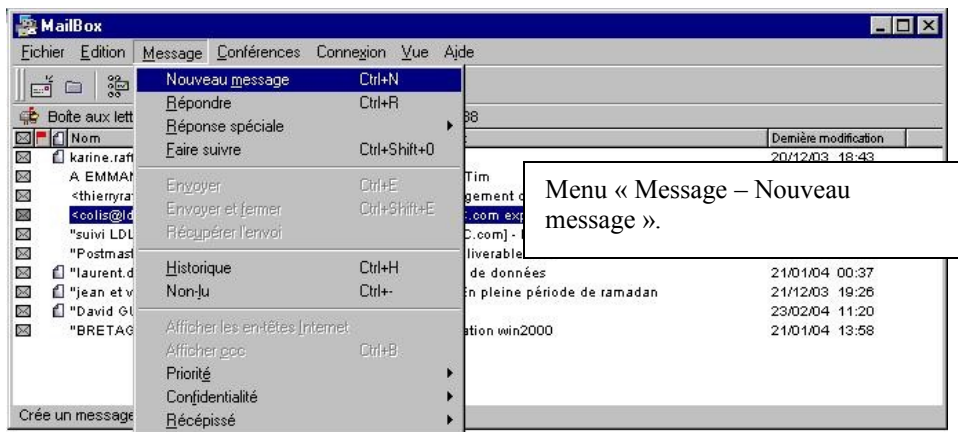 MailBox
Fichier Edition Message Conférences Connexion Vue Aide
Nouveau message Ctrl+N
Répondre Ctrl+R
Réponse spéciale
Faire suivre Ctrl+Shift+0
Envoyer Ctrl+E
Envoyer et fermer Ctrl+Shift+E
Récupérer l'envoi
Historique Ctrl+H
Non-lu Ctrl+-
Afficher les en-têtes Internet
Afficher ccc Ctrl+B
Priorité
Confidentialité
Récépissé
Boîte aux lett
38
Nom Dernière modification
karine.raff 20/12/03 18:43
A EMMAN Tim
<thierryra gement d
<colis@ld .com exp
"suivi LDL C.com] -
"Postmast liverable
"laurent.d de données 21/01/04 00:37
"jean et v En pleine période de ramadan 21/12/03 19:26
"David GU 23/02/04 11:20
"BRETAG ation win2000 21/01/04 13:58
Menu « Message – Nouveau
message ».
Crée un message